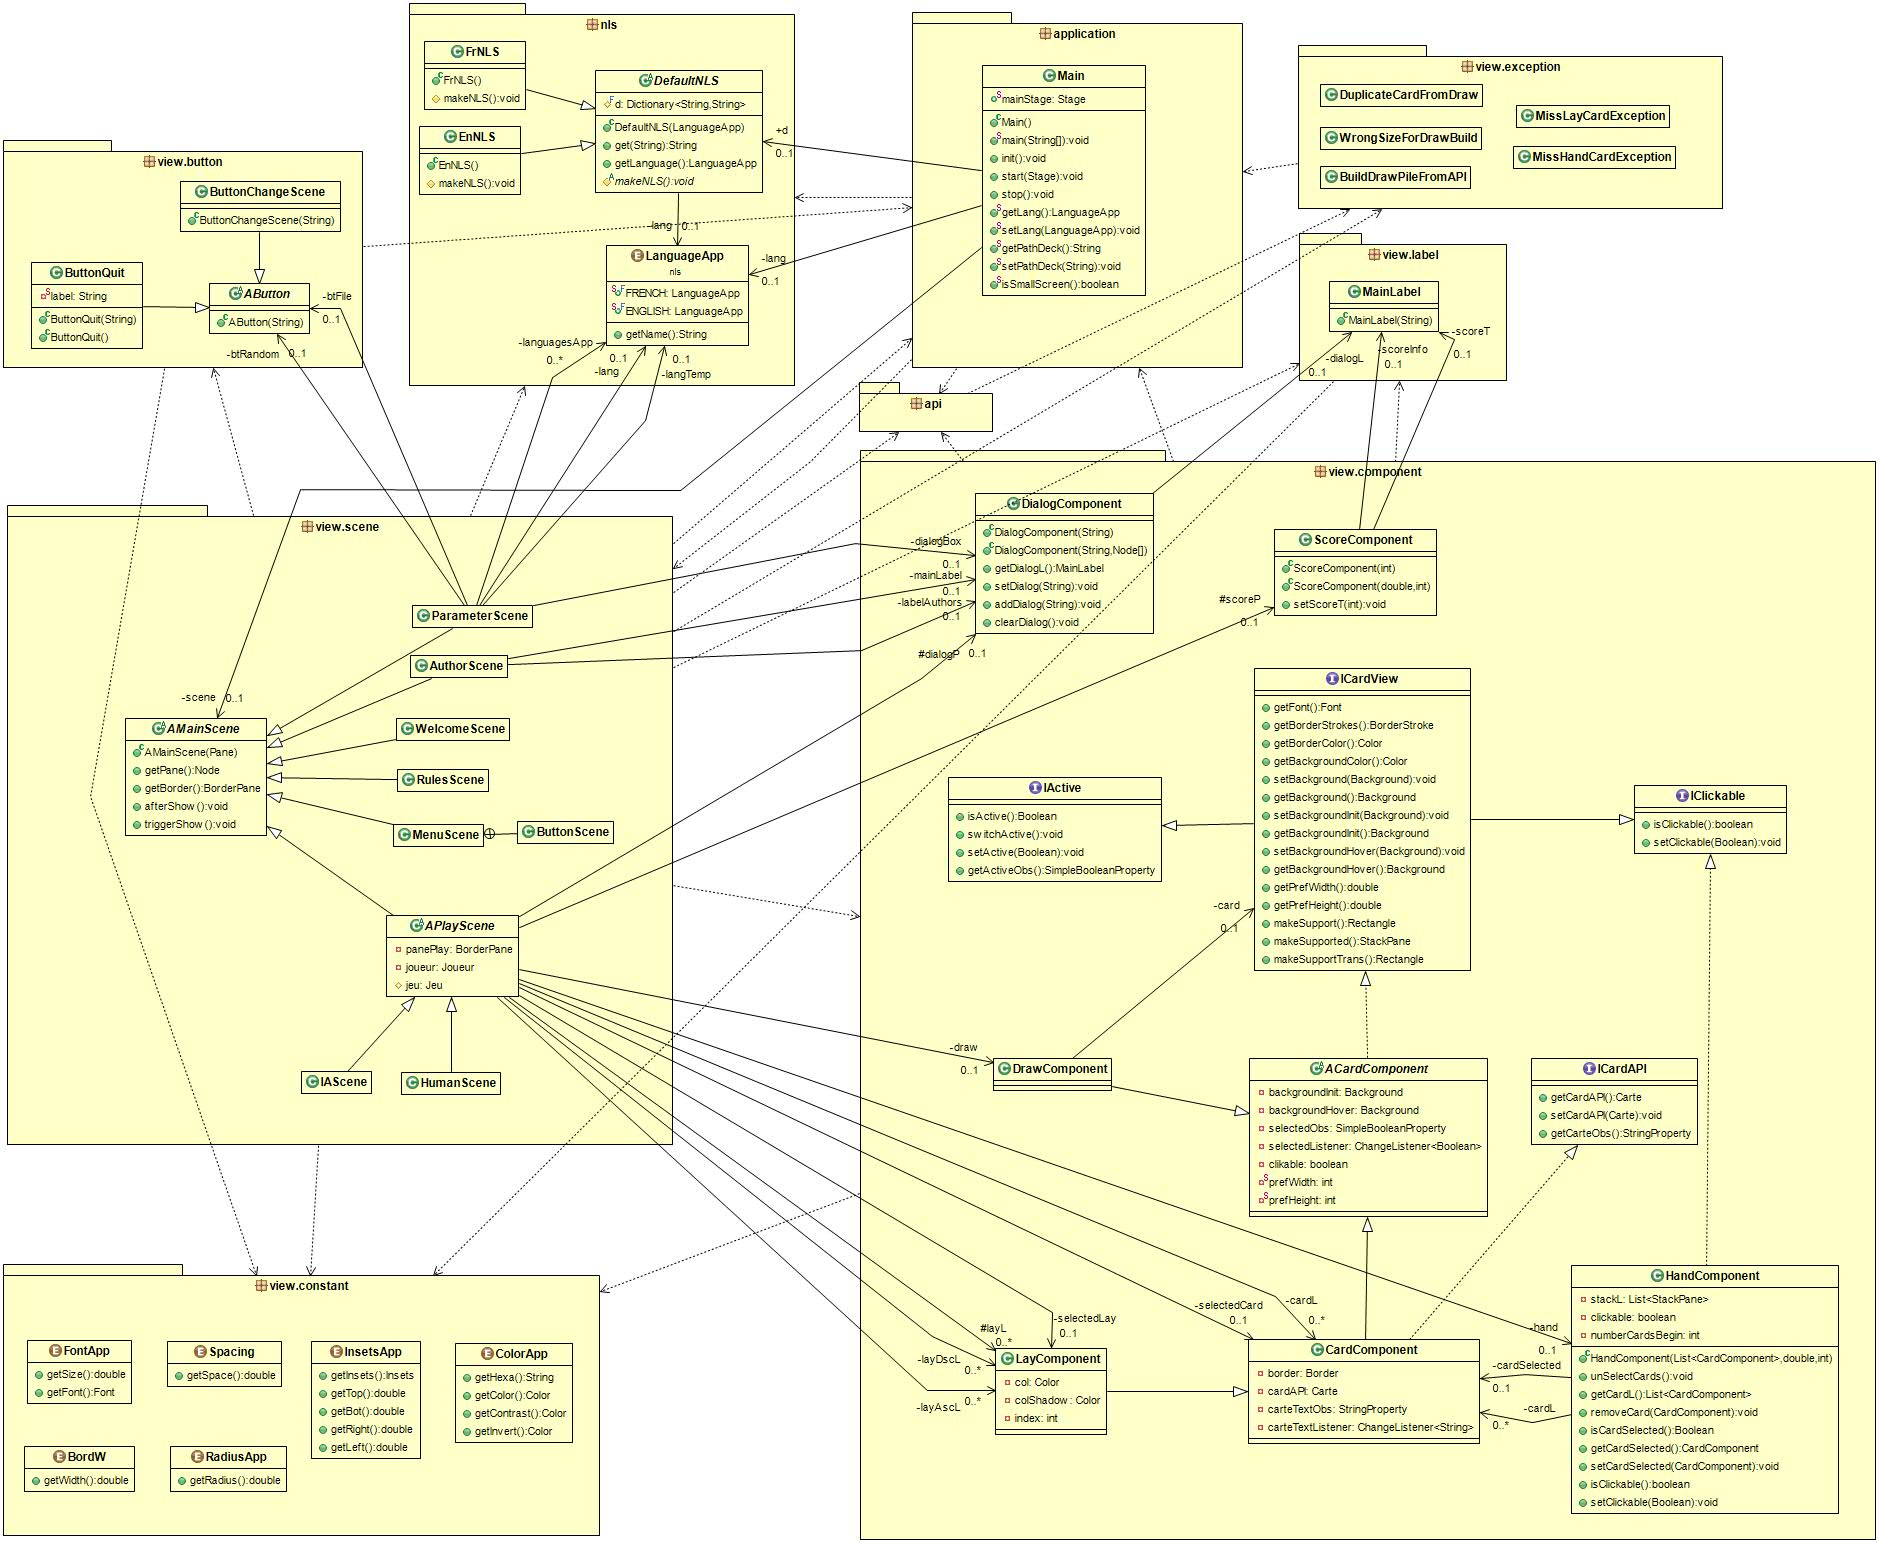 nls
FrNLS
FrNLS()
makeNLS():void
EnNLS
EnNLS()
makeNLS():void
DefaultNLS
d: Dictionary<String,String>
DefaultNLS(LanguageApp)
get(String):String
getLanguage():LanguageApp
makeNLS():void
-lang
0..1
LanguageApp
nls
FRENCH: LanguageApp
ENGLISH: LanguageApp
getName():String
-languagesApp
0..*
0..1
-lang
0..1
-langTemp
+d
0..1
-lang
0..1
application
Main
mainStage: Stage
Main()
main(String[]):void
init():void
start(Stage):void
stop():void
getLang():LanguageApp
setLang(LanguageApp):void
getPathDeck():String
setPathDeck(String):void
isSmallScreen():boolean
view.exception
DuplicateCardFromDraw
WrongSizeForDrawBuild
BuildDrawPileFromAPI
MissLayCardException
MissHandCardException
view.button
ButtonChangeScene
ButtonChangeScene(String)
ButtonQuit
label: String
ButtonQuit(String)
ButtonQuit()
AButton
AButton(String)
-btFile
0..1
-btRandom
0..1
view.label
MainLabel
MainLabel(String)
-scoreT
0..1
-scoreInfo
0..1
-dialogL
0..1
api
view.scene
ParameterScene
AuthorScene
-scene
0..1
AMainScene
AMainScene(Pane)
getPane():Node
getBorder():BorderPane
afterShow():void
triggerShow():void
WelcomeScene
RulesScene
MenuScene
ButtonScene
APlayScene
panePlay: BorderPane
joueur: Joueur
jeu: Jeu
IAScene
HumanScene
view.component
DialogComponent
DialogComponent(String)
DialogComponent(String,Node[])
getDialogL():MainLabel
setDialog(String):void
addDialog(String):void
clearDialog():void
-dialogBox
0..1
-mainLabel
0..1
-labelAuthors
0..1
#dialogP
0..1
ScoreComponent
ScoreComponent(int)
ScoreComponent(double,int)
setScoreT(int):void
#scoreP
0..1
ICardView
getFont():Font
getBorderStrokes():BorderStroke
getBorderColor():Color
getBackgroundColor():Color
setBackground(Background):void
getBackground():Background
setBackgroundInit(Background):void
getBackgroundInit():Background
setBackgroundHover(Background):void
getBackgroundHover():Background
getPrefWidth():double
getPrefHeight():double
makeSupport():Rectangle
makeSupported():StackPane
makeSupportTrans():Rectangle
IActive
isActive():Boolean
switchActive():void
setActive(Boolean):void
getActiveObs():SimpleBooleanProperty
IClickable
isClickable():boolean
setClickable(Boolean):void
-card
0..1
-draw
0..1
DrawComponent
ACardComponent
backgroundInit: Background
backgroundHover: Background
selectedObs: SimpleBooleanProperty
selectedListener: ChangeListener<Boolean>
clikable: boolean
prefWidth: int
prefHeight: int
ICardAPI
getCardAPI():Carte
setCardAPI(Carte):void
getCarteObs():StringProperty
HandComponent
stackL: List<StackPane>
clickable: boolean
numberCardsBegin: int
HandComponent(List<CardComponent>,double,int)
unSelectCards():void
getCardL():List<CardComponent>
removeCard(CardComponent):void
isCardSelected():Boolean
getCardSelected():CardComponent
setCardSelected(CardComponent):void
isClickable():boolean
setClickable(Boolean):void
-hand
0..1
-cardSelected
0..1
-cardL
0..*
-selectedCard
0..1
-cardL
0..*
CardComponent
border: Border
cardAPI: Carte
carteTextObs: StringProperty
carteTextListener: ChangeListener<String>
-selectedLay
0..1
#layL
0..*
-layDscL
0..*
-layAscL
0..*
LayComponent
col: Color
colShadow: Color
index: int
view.constant
FontApp
getSize():double
getFont():Font
Spacing
getSpace():double
InsetsApp
getInsets():Insets
getTop():double
getBot():double
getRight():double
getLeft():double
ColorApp
getHexa():String
getColor():Color
getContrast():Color
getInvert():Color
BordW
getWidth():double
RadiusApp
getRadius():double